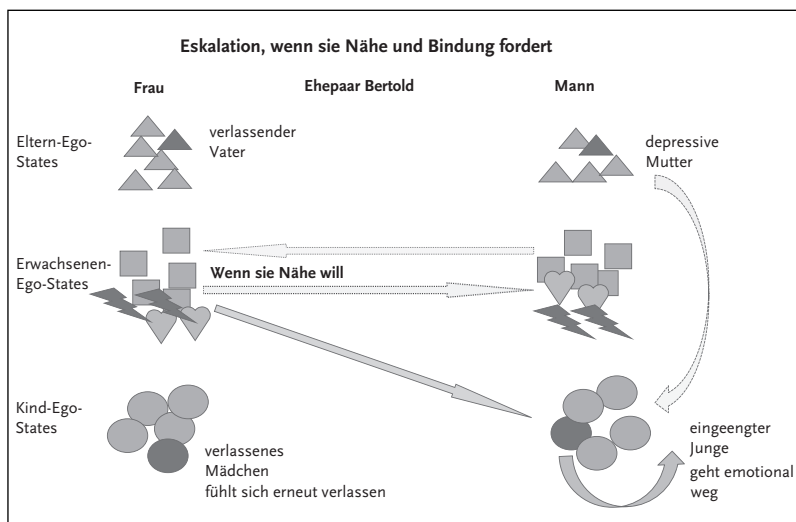 Eskalation, wenn sie Nähe und Bindung fordert
Frau
Ehepaar Bertold
Mann
Eltern-Ego-
States
verlassender
Vater
depressive
Mutter
Erwachsenen-
Ego-States
Wenn sie Nähe will
Kind-Ego-
States
verlassenes
Mädchen
fühlt sich erneut verlassen
eingeengter
Junge
geht emotional
weg